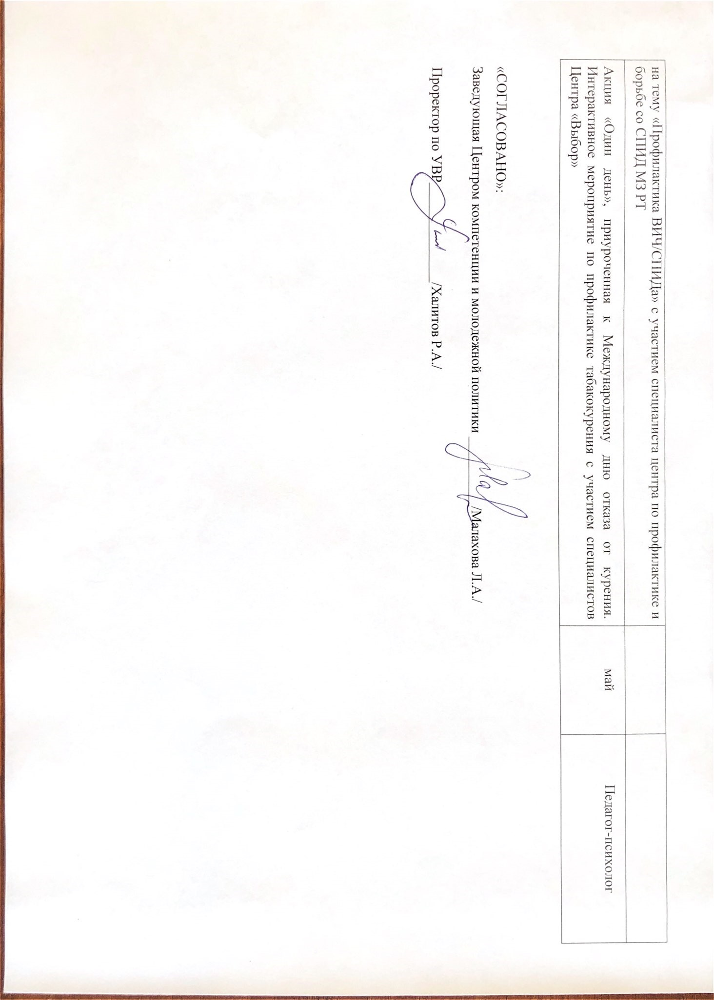 на тему «Профилактика ВИЧ/СПИДа» с участием специалиста центра по профилактике и
борьбе со СПИД МЗ РТ
Акция «Один день», приуроченная к Международному дню отказа от курения.
Интерактивное мероприятие по профилактике табакокурения с участием специалистов
Центра «Выбор»
май
Педагог-психолог
«СОГЛАСОВАНО»:
Заведующая Центром компетенции и молодежной политики /Малахова Л.А./
Проректор по УВР /Халитов Р.А./